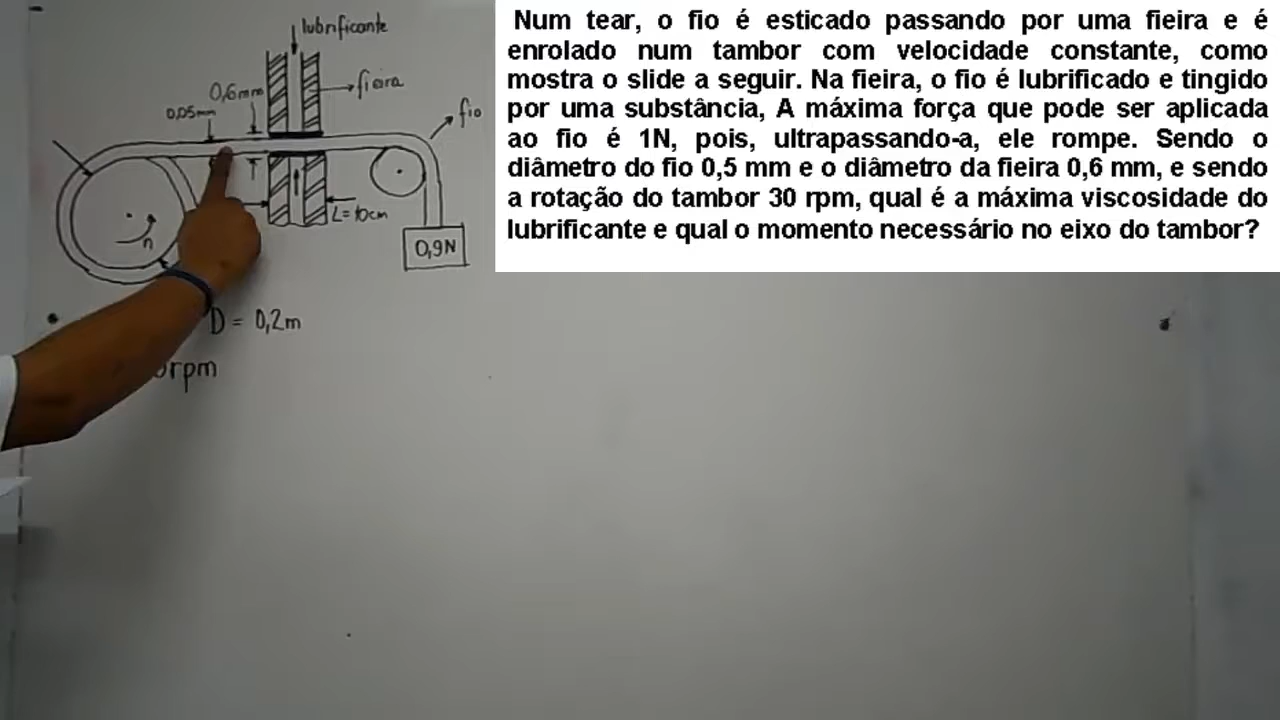 Num tear, o fio é esticado passando por uma fieira e é
enrolado num tambor com velocidade constante, como
mostra o slide a seguir. Na fieira, o fio é lubrificado e tingido
por uma substância, A máxima força que pode ser aplicada
ao fio é 1N, pois, ultrapassando-a, ele rompe. Sendo o
diâmetro do fio 0,5 mm e o diâmetro da fieira 0,6 mm, e sendo
a rotação do tambor 30 rpm, qual é a máxima viscosidade do
lubrificante e qual o momento necessário no eixo do tambor?
lubrificante
fieira
0,6mm
0,05mm
fio
L=10cm
n
0,9N
D = 0,2m
rpm